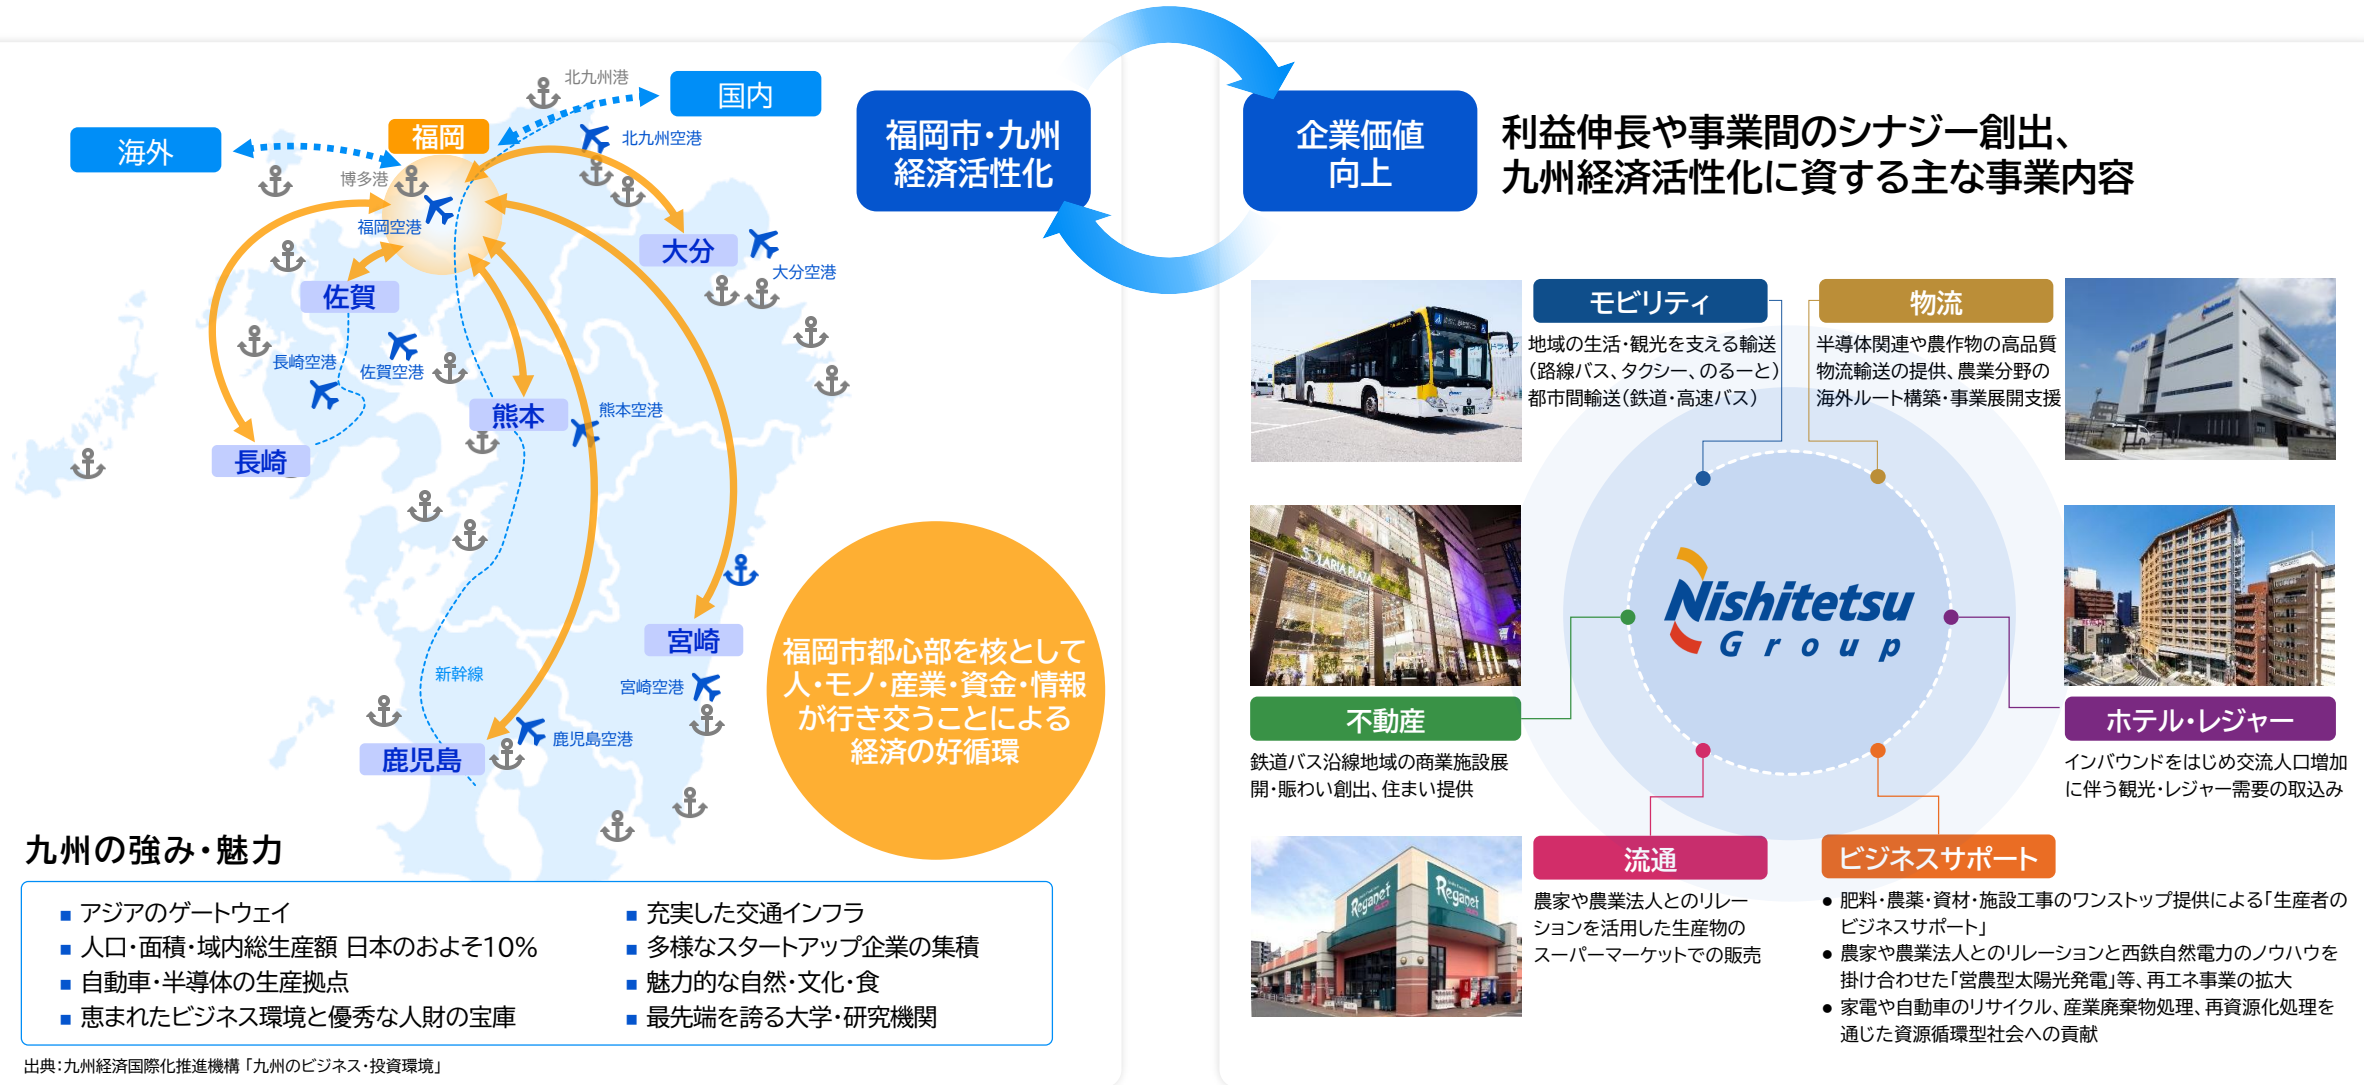 北九州港
国内
海外
福岡
北九州空港
博多港
福岡空港
大分
大分空港
佐賀
長崎空港
佐賀空港
熊本
熊本空港
長崎
宮崎
新幹線
宮崎空港
鹿児島
鹿児島空港
福岡市都心部を核として
人・モノ・産業・資金・情報
が行き交うことによる
経済の好循環
九州の強み・魅力
■ アジアのゲートウェイ
■ 人口・面積・域内総生産額 日本のおよそ10%
■ 自動車・半導体の生産拠点
■ 恵まれたビジネス環境と優秀な人財の宝庫
■ 充実した交通インフラ
■ 多様なスタートアップ企業の集積
■ 魅力的な自然・文化・食
■ 最先端を誇る大学・研究機関
出典：九州経済国際化推進機構 「九州のビジネス・投資環境」
福岡市・九州
経済活性化
企業価値
向上
利益伸長や事業間のシナジー創出、
九州経済活性化に資する主な事業内容
モビリティ
地域の生活・観光を支える輸送
（路線バス、タクシー、のるーと）
都市間輸送（鉄道・高速バス）
物流
半導体関連や農作物の高品質
物流輸送の提供、農業分野の
海外ルート構築・事業展開支援
SOLARIA PLAZA
Nishitetsu
Group
不動産
鉄道バス沿線地域の商業施設展
開・賑わい創出、住まい提供
ホテル・レジャー
インバウンドをはじめ交流人口増加
に伴う観光・レジャー需要の取込み
Reganet
Reganet
流通
農家や農業法人とのリレー
ションを活用した生産物の
スーパーマーケットでの販売
ビジネスサポート
● 肥料・農薬・資材・施設工事のワンストップ提供による「生産者の
ビジネスサポート」
● 農家や農業法人とのリレーションと西鉄自然電力のノウハウを
掛け合わせた「営農型太陽光発電」等、再エネ事業の拡大
● 家電や自動車のリサイクル、産業廃棄物処理、再資源化処理を
通じた資源循環型社会への貢献